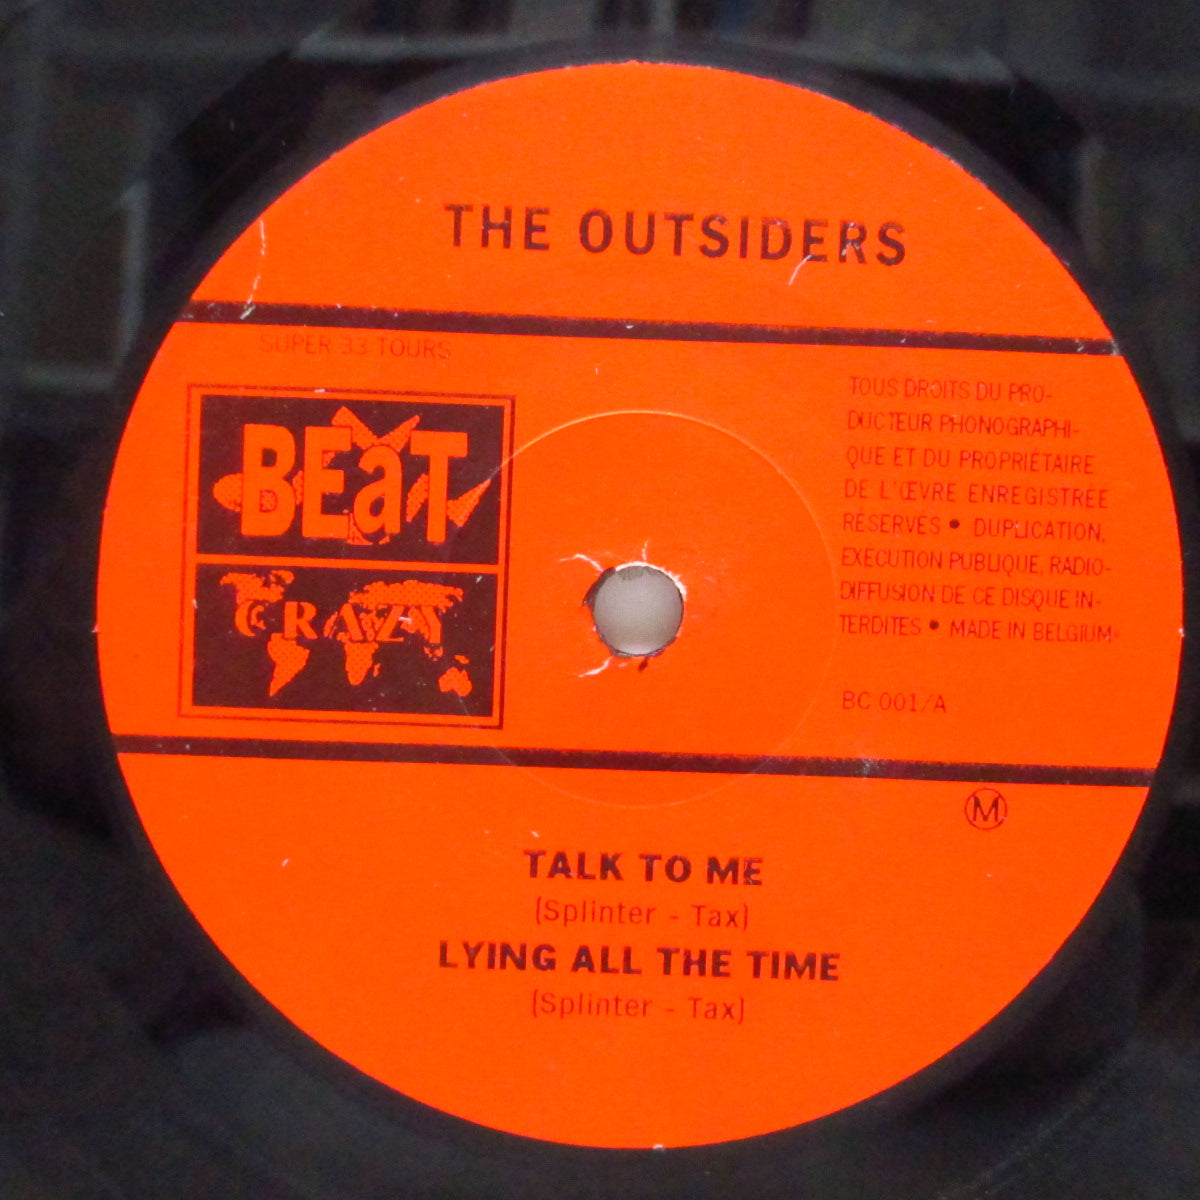 THE OUTSIDERS
SUPER 33 TOURS
BEaT
CRAZY
TOUS DROITS DU PRO-
DUCTEUR PHONOGRAPHI-
QUE ET DU PROPRIÉTAIRE
DE L'ŒVRE ENREGISTRÉE
RÉSERVÉS • DUPLICATION,
EXÉCUTION PUBLIQUE, RADIO-
DIFFUSION DE CE DISQUE IN-
TERDITES • MADE IN BELGIUM•
BC 001/A
M
TALK TO ME
(Splinter - Tax)
LYING ALL THE TIME
(Splinter - Tax)